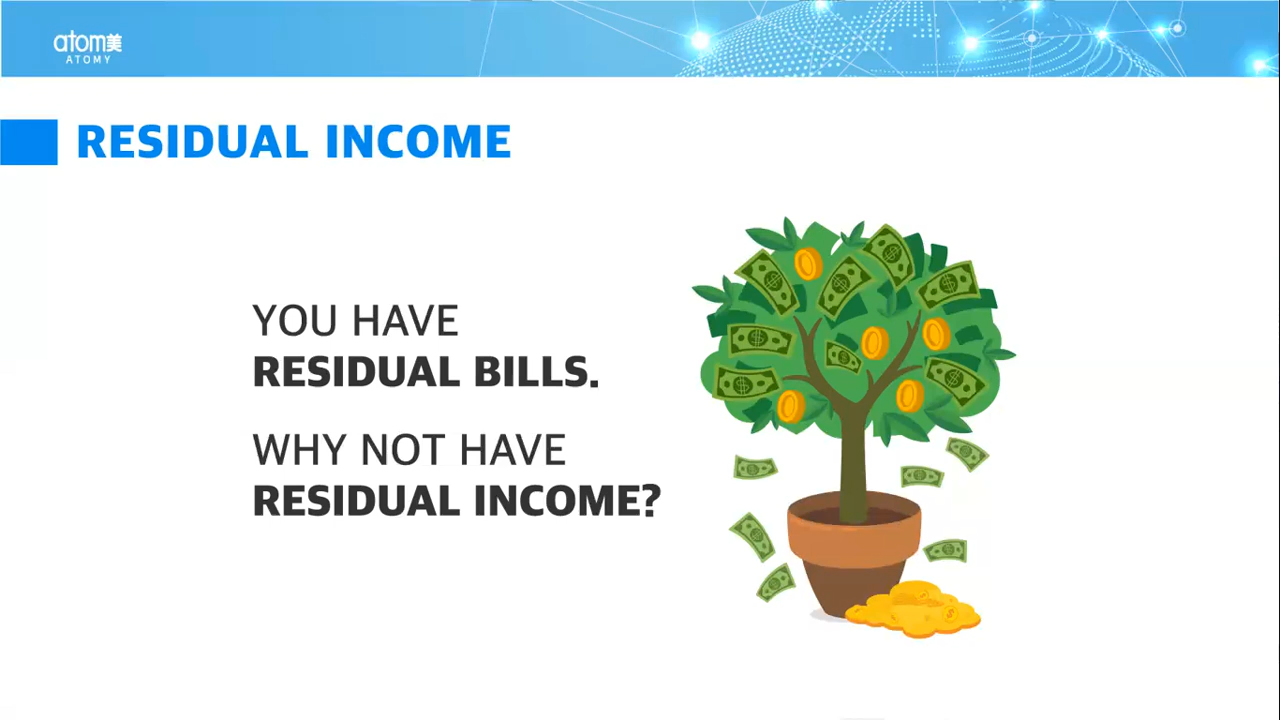 atom美
ATOMY
RESIDUAL INCOME
YOU HAVE
RESIDUAL BILLS.
WHY NOT HAVE
RESIDUAL INCOME?